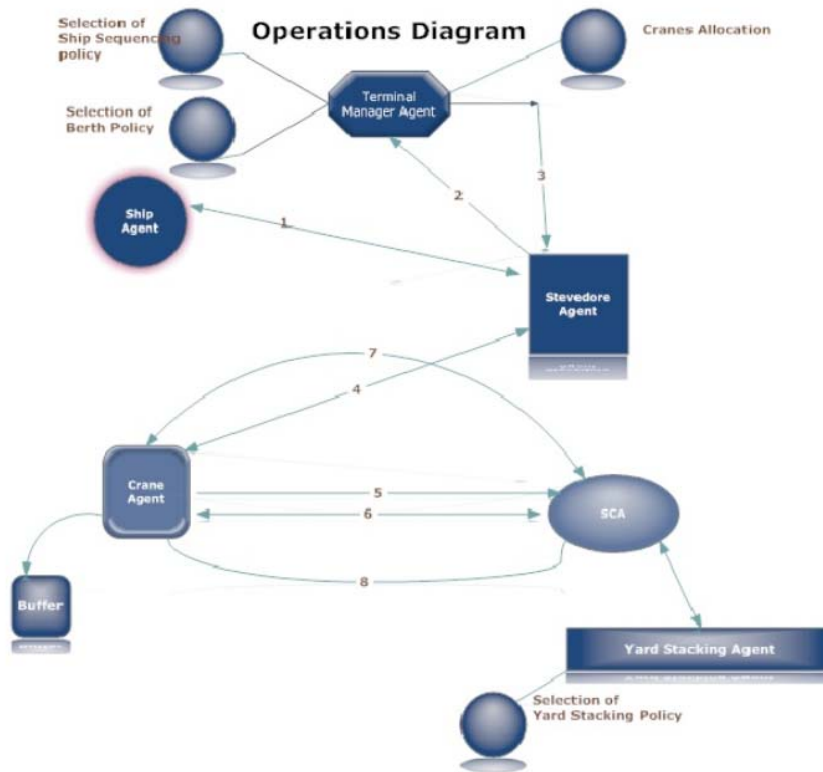 Operations Diagram
Selection of
Ship Sequencing
policy
Cranes Allocation
Terminal
Manager Agent
Selection of
Berth Policy
2
3
Ship
Agent
1
Stevedore
Agent
7
4
Crane
Agent
5
SCA
6
8
Buffer
Yard Stacking Agent
Selection of
Yard Stacking Policy